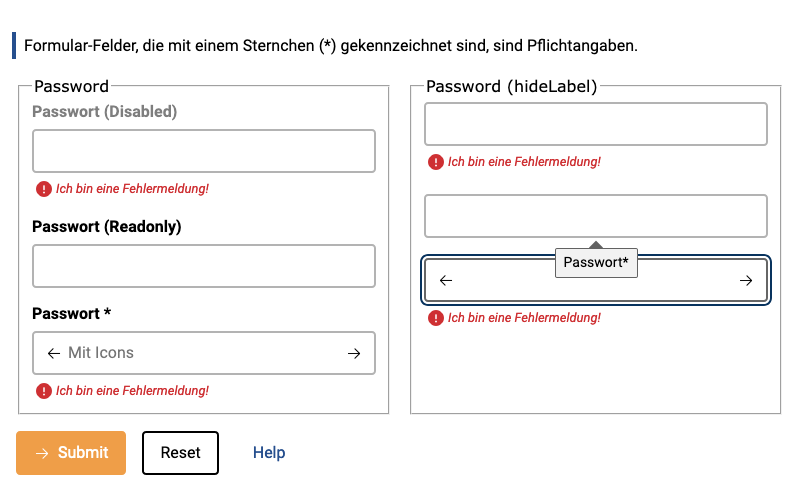 Formular-Felder, die mit einem Sternchen (*) gekennzeichnet sind, sind Pflichtangaben.
Password
Passwort (Disabled)
Ich bin eine Fehlermeldung!
Passwort (Readonly)
Passwort *
Mit Icons
Ich bin eine Fehlermeldung!
Password (hideLabel)
Ich bin eine Fehlermeldung!
Passwort*
Ich bin eine Fehlermeldung!
Submit
Reset
Help